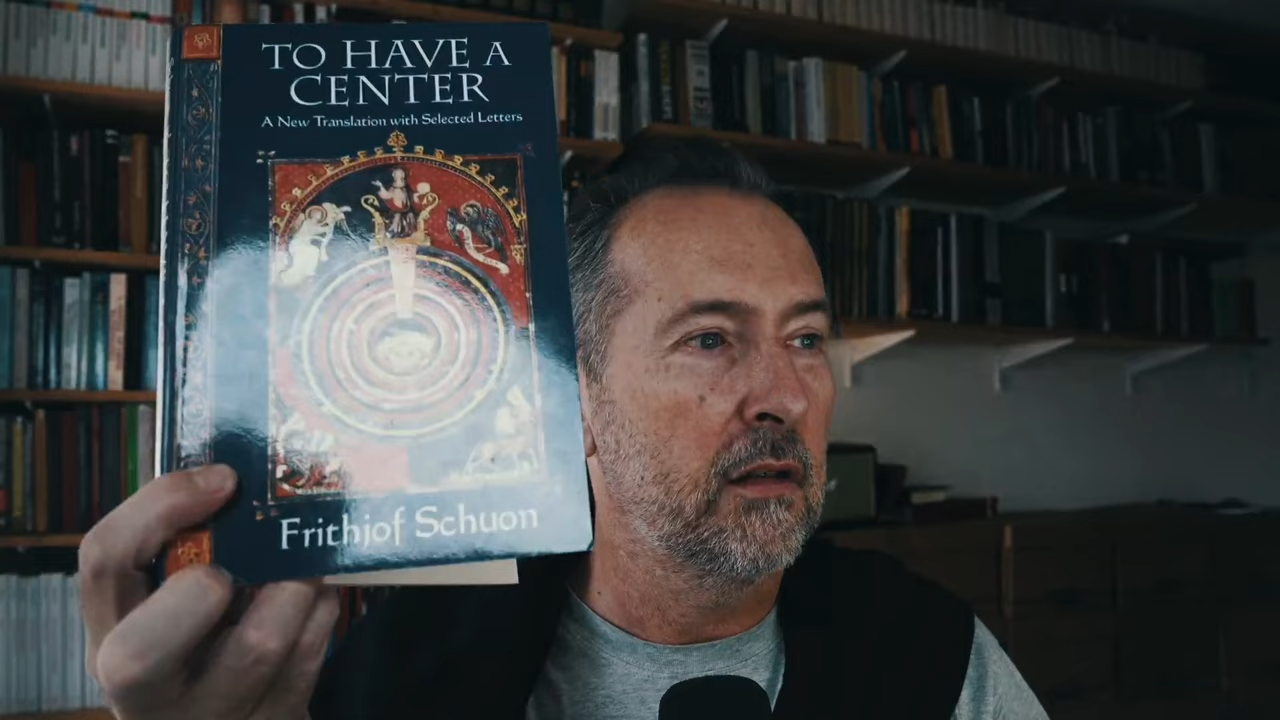 TO HAVE A
CENTER
A New Translation with Selected Letters
Frithjof Schuon